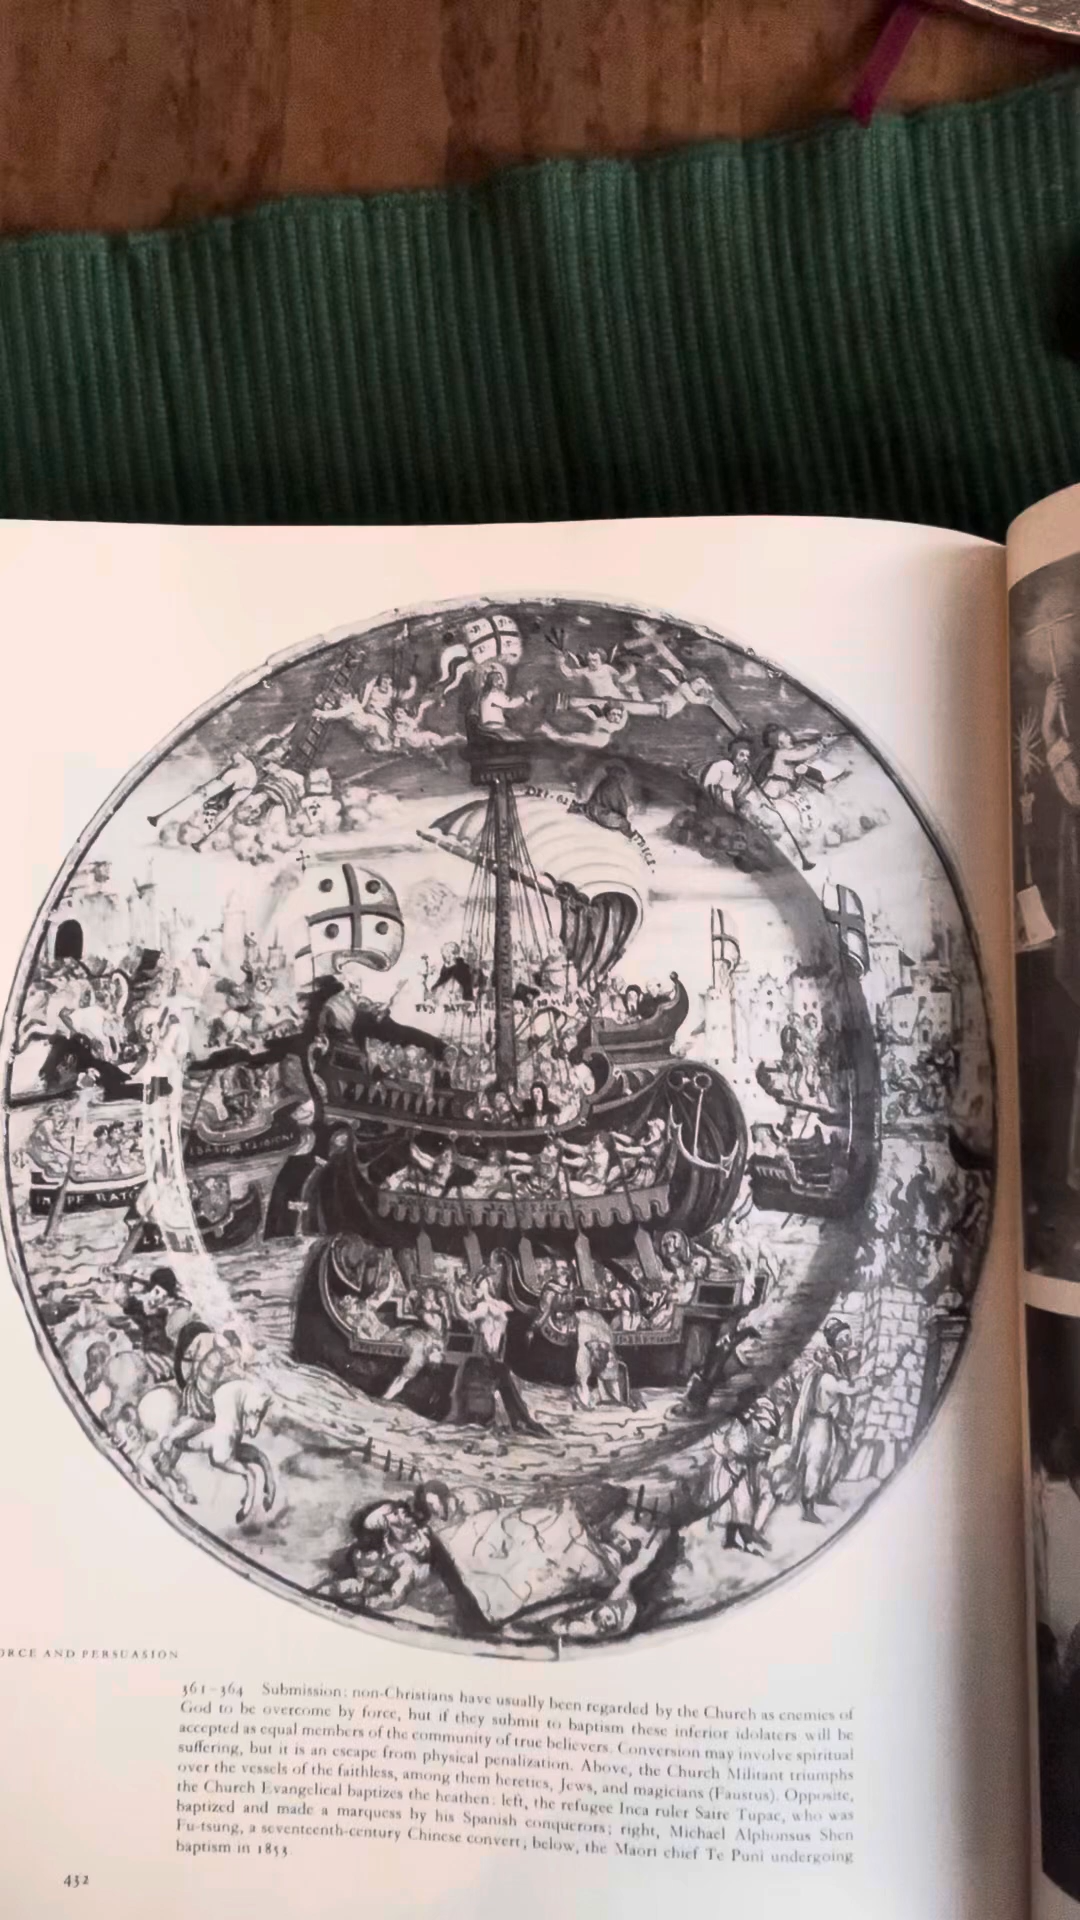 FORCE AND PERSUASION
361–364 Submission: non-Christians have usually been regarded by the Church as enemies of
God to be overcome by force, but if they submit to baptism these inferior idolaters will be
accepted as equal members of the community of true believers. Conversion may involve spiritual
suffering, but it is an escape from physical penalization. Above, the Church Militant triumphs
over the vessels of the faithless, among them heretics, Jews, and magicians (Faustus). Opposite,
the Church Evangelical baptizes the heathen: left, the refugee Inca ruler Saire Tupac, who was
baptized and made a marquess by his Spanish conquerors; right, Michael Alphonsus Shen
Fu-tsung, a seventeenth-century Chinese convert; below, the Maori chief Te Puni undergoing
baptism in 1853.
432